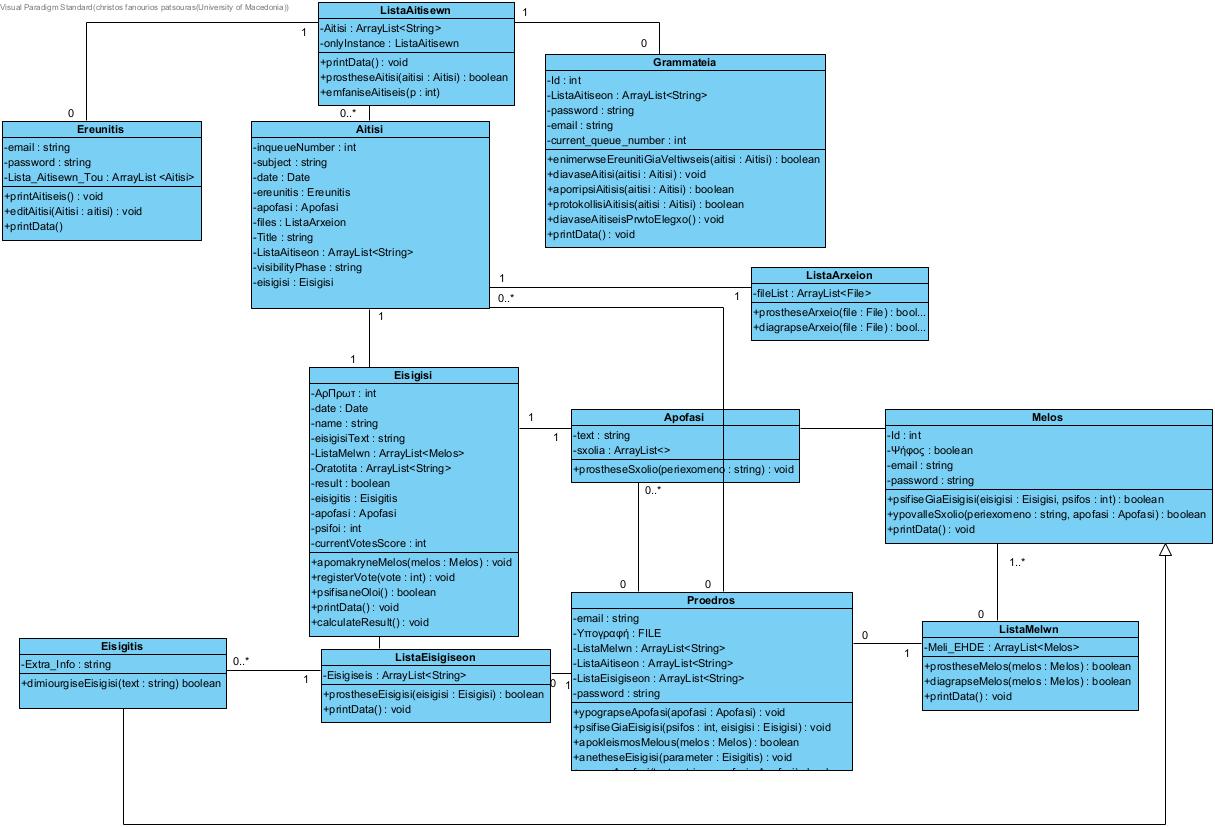 Visual Paradigm Standard(christos fanourios patsouras(University of Macedonia))
ListaAitisewn
-Aitisi : ArrayList<String>
-onlyInstance : ListaAitisewn
+printData() : void
+prostheseAitisi(aitisi : Aitisi) : boolean
+emfaniseAitiseis(p : int)
1
1
0
0
0..*
Grammateia
-Id : int
-ListaAitiseon : ArrayList<String>
-password : string
-email : string
-current_queue_number : int
+enimerwseEreunitiGiaVeltiwseis(aitisi : Aitisi) : boolean
+diavaseAitisi(aitisi : Aitisi) : void
+aporripsiAitisis(aitisi : Aitisi) : boolean
+protokollisiAitisis(aitisi : Aitisi) : boolean
+diavaseAitiseisPrwtoElegxo() : void
+printData() : void
Ereunitis
-email : string
-password : string
-Lista_Aitisewn_Tou : ArrayList <Aitisi>
+printAitiseis() : void
+editAitisi(Aitisi : aitisi) : void
+printData()
Aitisi
-inqueueNumber : int
-subject : string
-date : Date
-ereunitis : Ereunitis
-apofasi : Apofasi
-files : ListaArxeion
-Title : string
-ListaAitiseon : ArrayList<String>
-visibilityPhase : string
-eisigisi : Eisigisi
1
1
0..*
1
1
ListaArxeion
-fileList : ArrayList<File>
+prostheseArxeio(file : File) : bool...
+diagrapseArxeio(file : File) : bool...
Eisigisi
-ΑρΠρωτ : int
-date : Date
-name : string
-eisigisiText : string
-ListaMelwn : ArrayList<Melos>
-Oratotita : ArrayList<String>
-result : boolean
-eisigitis : Eisigitis
-apofasi : Apofasi
-psifoi : int
-currentVotesScore : int
+apomakryneMelos(melos : Melos) : void
+registerVote(vote : int) : void
+psifisaneOloi() : boolean
+printData() : void
+calculateResult() : void
1
1
Apofasi
-text : string
-sxolia : ArrayList<>
+prostheseSxolio(periexomeno : string) : void
0..*
0
0
Melos
-Id : int
-Ψήφος : boolean
-email : string
-password : string
+psifiseGiaEisigisi(eisigisi : Eisigisi, psifos : int) : boolean
+ypovalleSxolio(periexomeno : string, apofasi : Apofasi) : boolean
+printData() : void
1..*
0
Proedros
-email : string
-Υπογραφή : FILE
-ListaMelwn : ArrayList<String>
-ListaAitiseon : ArrayList<String>
-ListaEisigiseon : ArrayList<String>
-password : string
+ypograpseApofasi(apofasi : Apofasi) : void
+psifiseGiaEisigisi(psifos : int, eisigisi : Eisigisi) : void
+apokleismosMelous(melos : Melos) : boolean
+anetheseEisigisi(parameter : Eisigitis) : void
0
1
ListaMelwn
-Meli_EHDE : ArrayList<Melos>
+prostheseMelos(melos : Melos) : boolean
+diagrapseMelos(melos : Melos) : boolean
+printData() : void
Eisigitis
-Extra_Info : string
+dimiourgiseEisigisi(text : string) boolean
0..*
1
ListaEisigiseon
-Eisigiseis : ArrayList<String>
+prostheseEisigisi(eisigisi : Eisigisi) : boolean
+printData() : void
0
1